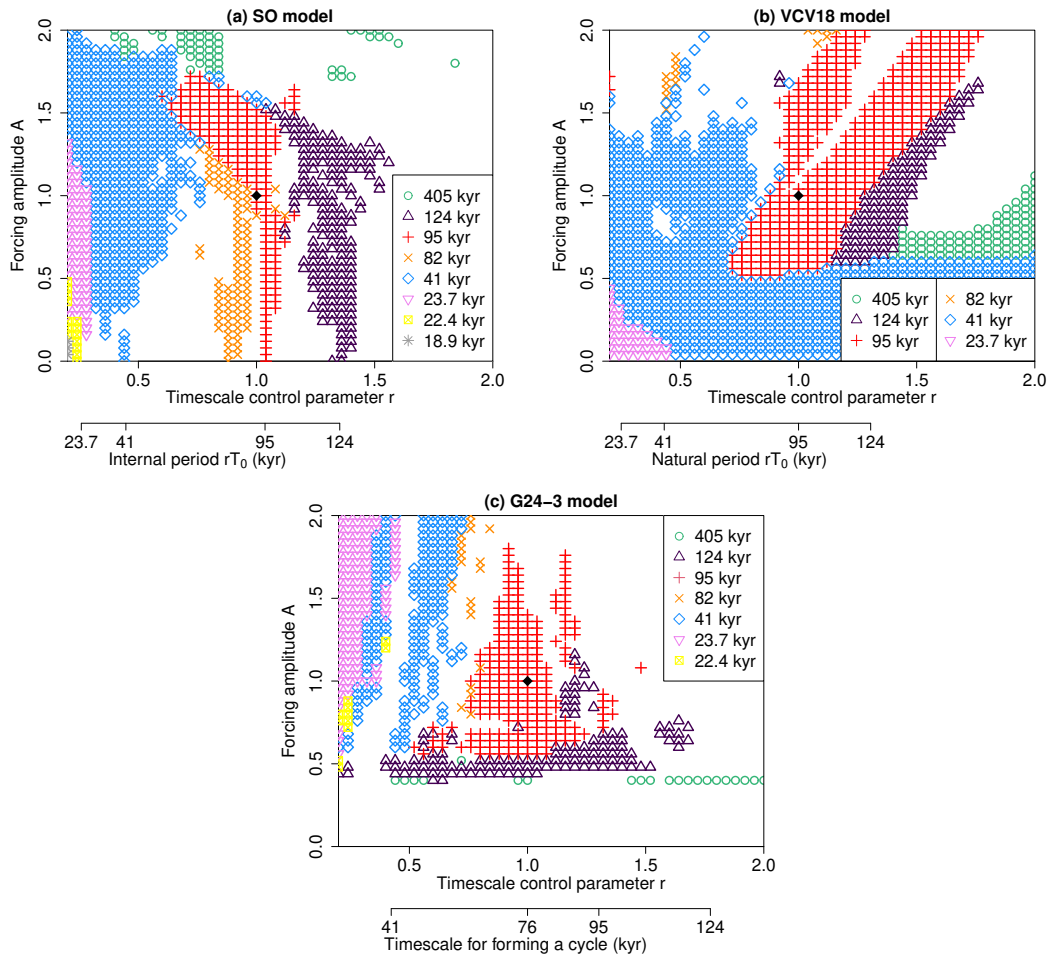 (a) SO model
Forcing amplitude A
2.0
1.5
1.0
0.5
0.0
405 kyr
124 kyr
95 kyr
82 kyr
41 kyr
23.7 kyr
22.4 kyr
18.9 kyr
0.5 1.0 1.5 2.0
Timescale control parameter r
23.7 41 95 124
Internal period rT₀ (kyr)
(b) VCV18 model
Forcing amplitude A
2.0
1.5
1.0
0.5
0.0
405 kyr 82 kyr
124 kyr 41 kyr
95 kyr 23.7 kyr
0.5 1.0 1.5 2.0
Timescale control parameter r
23.7 41 95 124
Natural period rT₀ (kyr)
(c) G24−3 model
Forcing amplitude A
2.0
1.5
1.0
0.5
0.0
405 kyr
124 kyr
95 kyr
82 kyr
41 kyr
23.7 kyr
22.4 kyr
0.5 1.0 1.5 2.0
Timescale control parameter r
41 76 95 124
Timescale for forming a cycle (kyr)